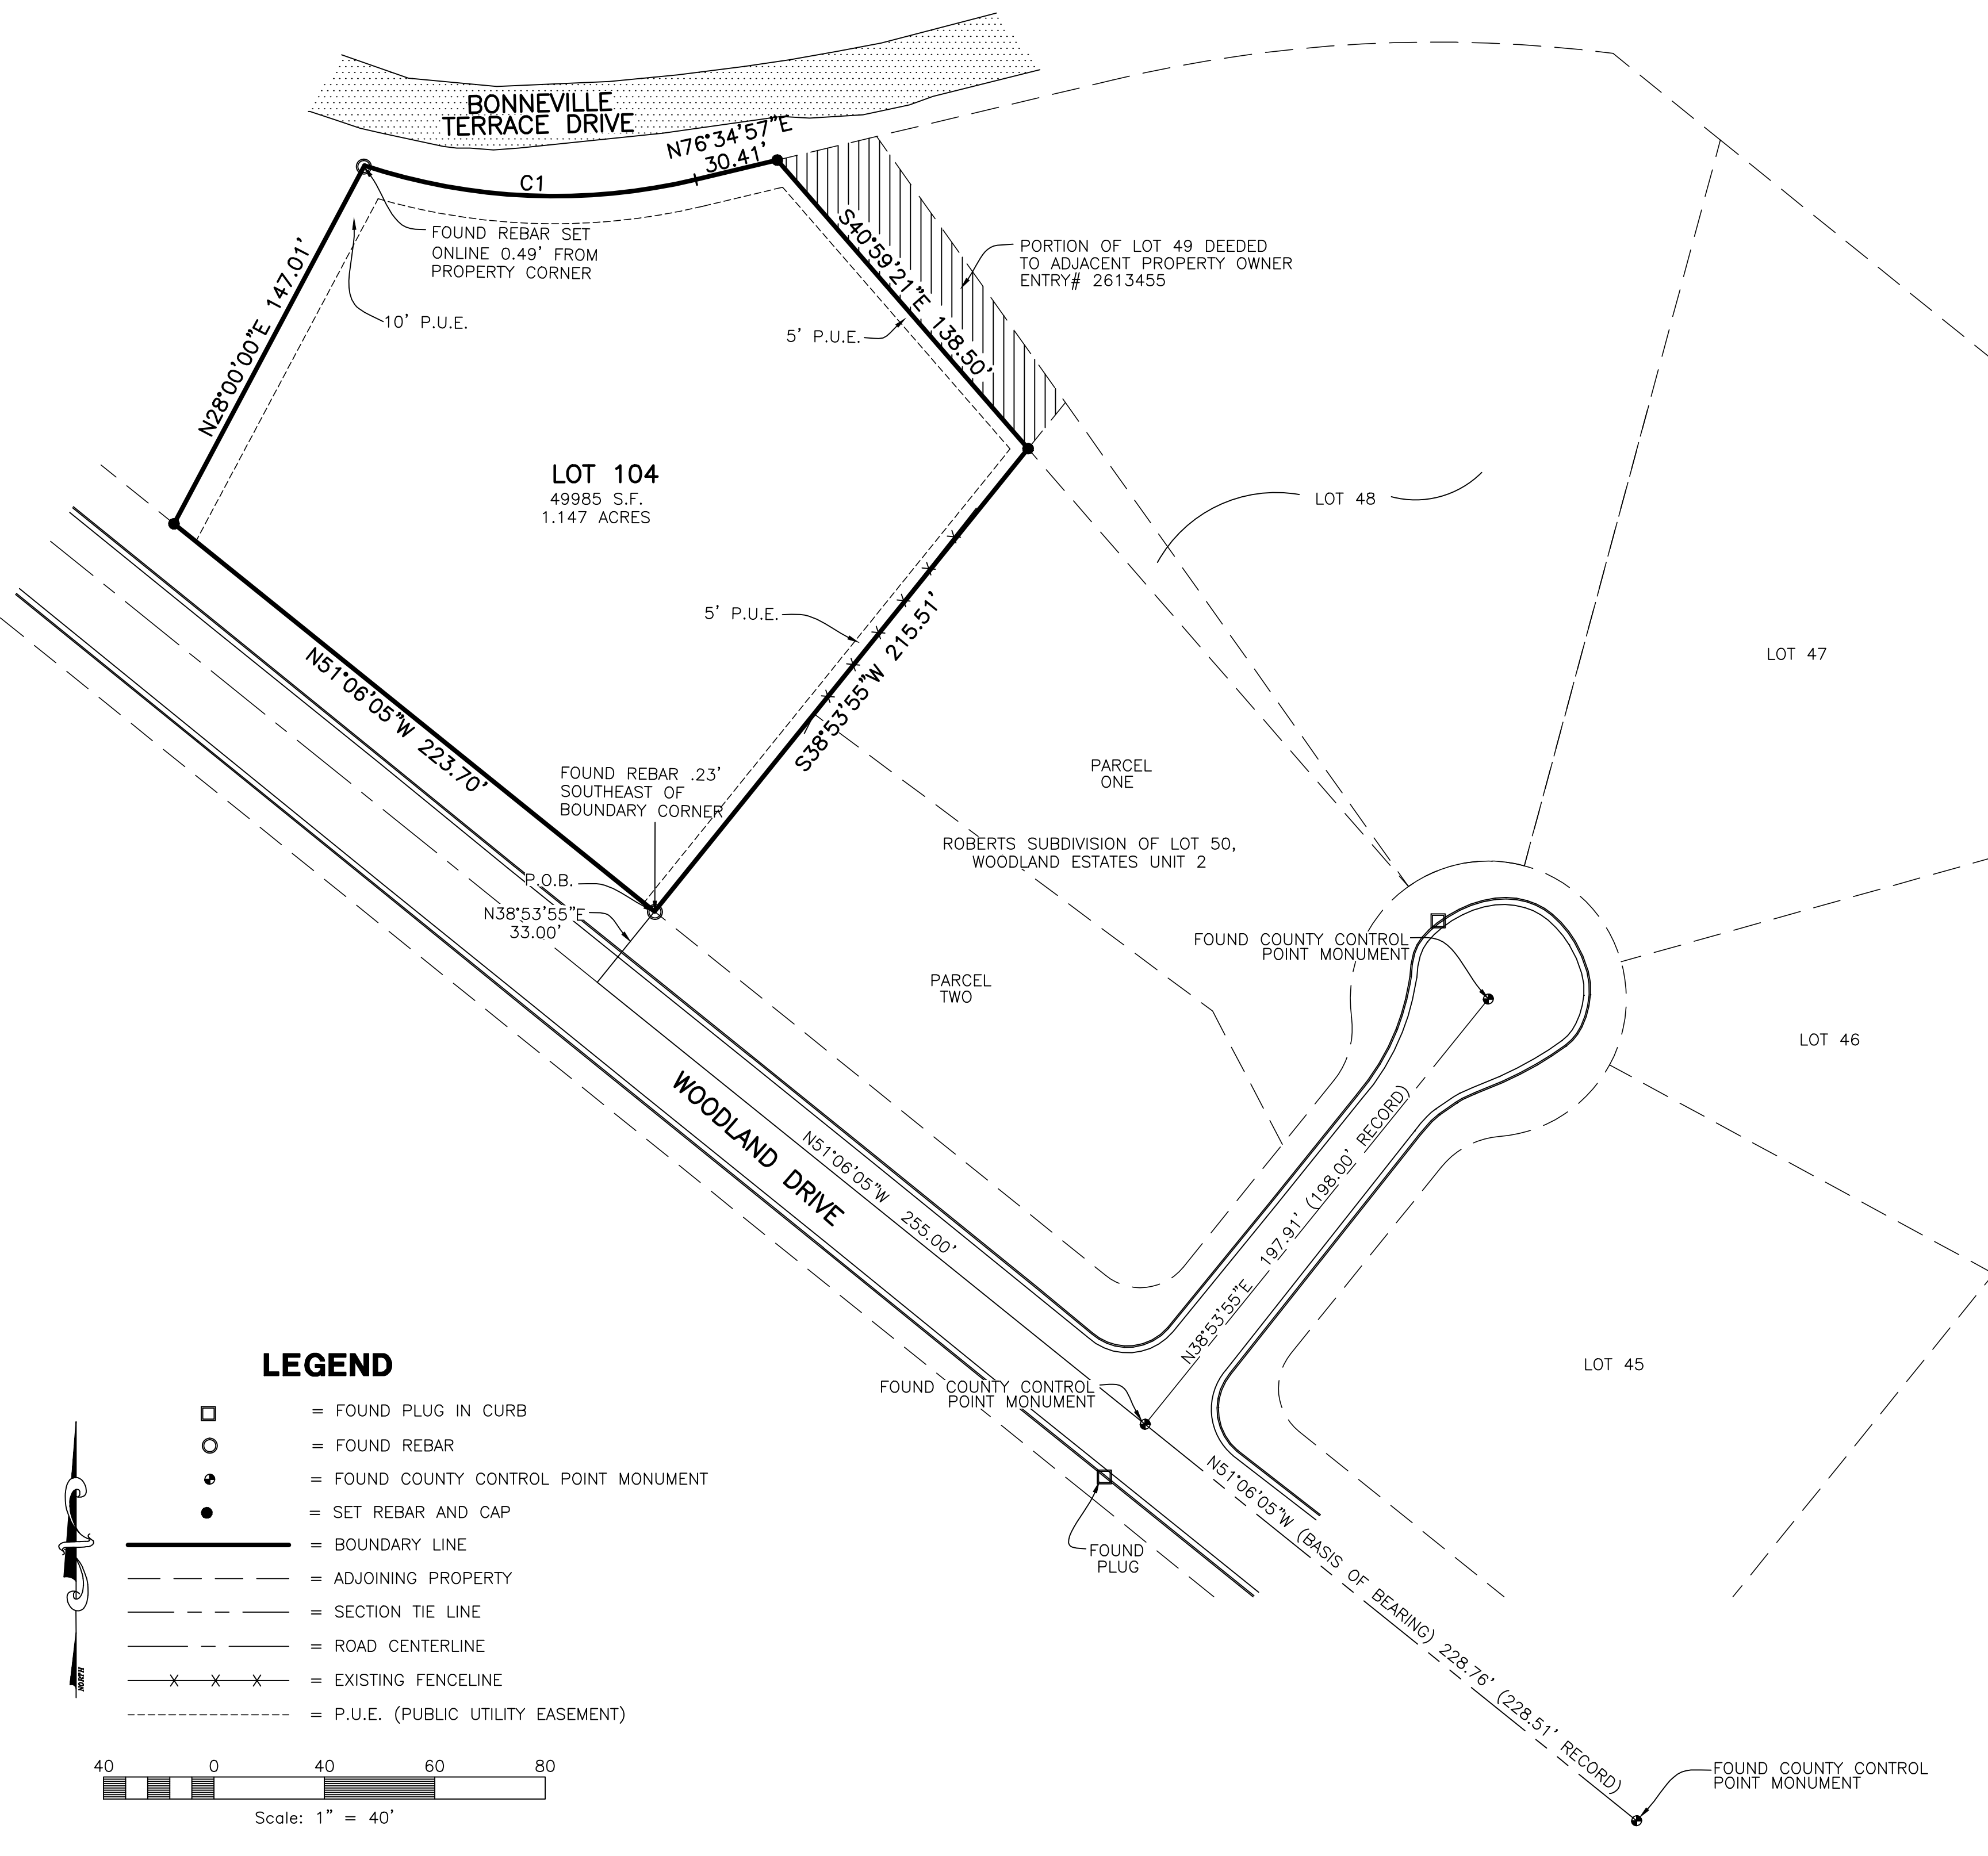 BONNEVILLE
TERRACE DRIVE
N76°34'57"E
30.41'
C1
FOUND REBAR SET
ONLINE 0.49' FROM
PROPERTY CORNER
10' P.U.E.
N28°00'00"E 147.01'
S40°59'21"E 138.50'
5' P.U.E.
PORTION OF LOT 49 DEEDED
TO ADJACENT PROPERTY OWNER
ENTRY# 2613455
LOT 104
49985 S.F.
1.147 ACRES
LOT 48
LOT 47
5' P.U.E.
S38°53'55"W 215.51'
N51°06'05"W 223.70'
FOUND REBAR .23'
SOUTHEAST OF
BOUNDARY CORNER
PARCEL
ONE
ROBERTS SUBDIVISION OF LOT 50,
WOODLAND ESTATES UNIT 2
P.O.B.
N38°53'55"E
33.00'
PARCEL
TWO
FOUND COUNTY CONTROL
POINT MONUMENT
LOT 46
WOODLAND DRIVE
N51°06'05"W 255.00'
N38°53'55"E 197.91' (198.00' RECORD)
LOT 45
FOUND COUNTY CONTROL
POINT MONUMENT
FOUND
PLUG
N51°06'05"W (BASIS OF BEARING) 228.76' (228.51' RECORD)
FOUND COUNTY CONTROL
POINT MONUMENT
LEGEND
= FOUND PLUG IN CURB
= FOUND REBAR
= FOUND COUNTY CONTROL POINT MONUMENT
= SET REBAR AND CAP
= BOUNDARY LINE
= ADJOINING PROPERTY
= SECTION TIE LINE
= ROAD CENTERLINE
= EXISTING FENCELINE
= P.U.E. (PUBLIC UTILITY EASEMENT)
NORTH
40 0 40 60 80
Scale: 1" = 40'